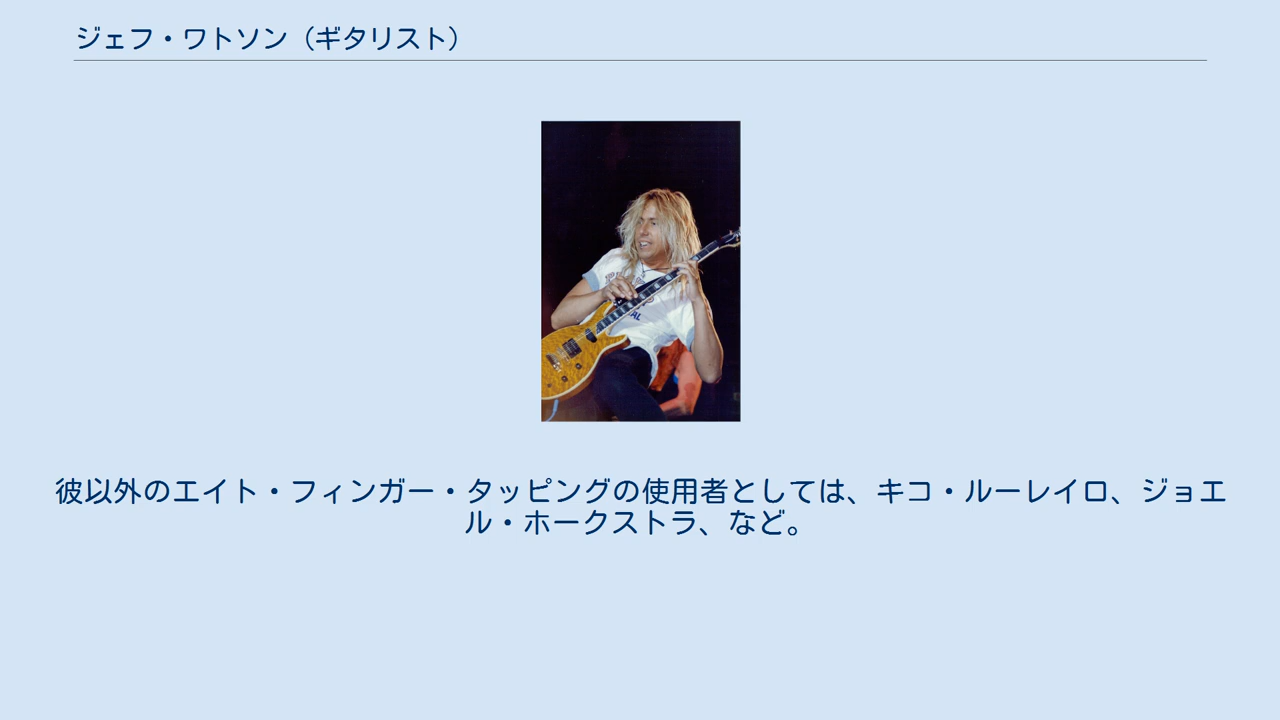 ジェフ・ワトソン（ギタリスト）
彼以外のエイト・フィンガー・タッピングの使用者としては、キコ・ルーレイロ、ジョエ
ル・ホークストラ、など。